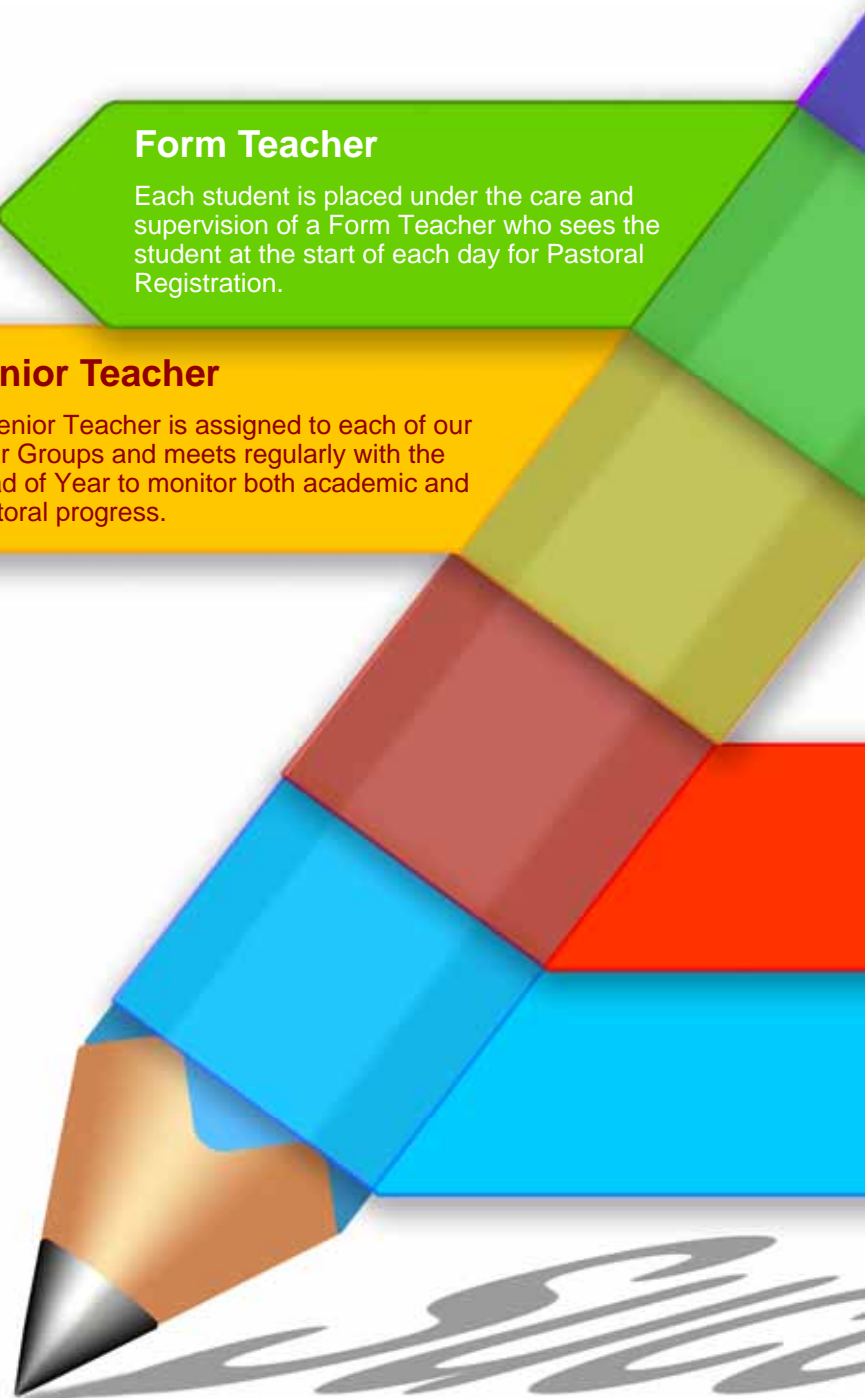 Form Teacher
Each student is placed under the care and
supervision of a Form Teacher who sees the
student at the start of each day for Pastoral
Registration.
nior Teacher
enior Teacher is assigned to each of our
r Groups and meets regularly with the
d of Year to monitor both academic and
toral progress.